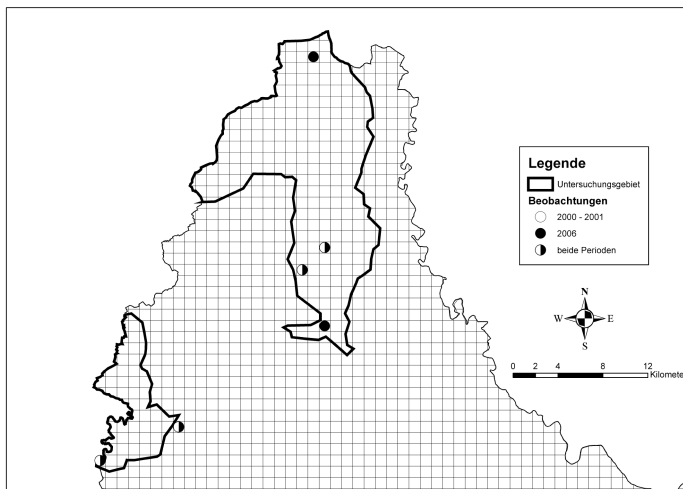 Legende
Untersuchungsgebiet
Beobachtungen
2000 - 2001
2006
beide Perioden
N
W E
S
0 2 4 8 12
Kilomete